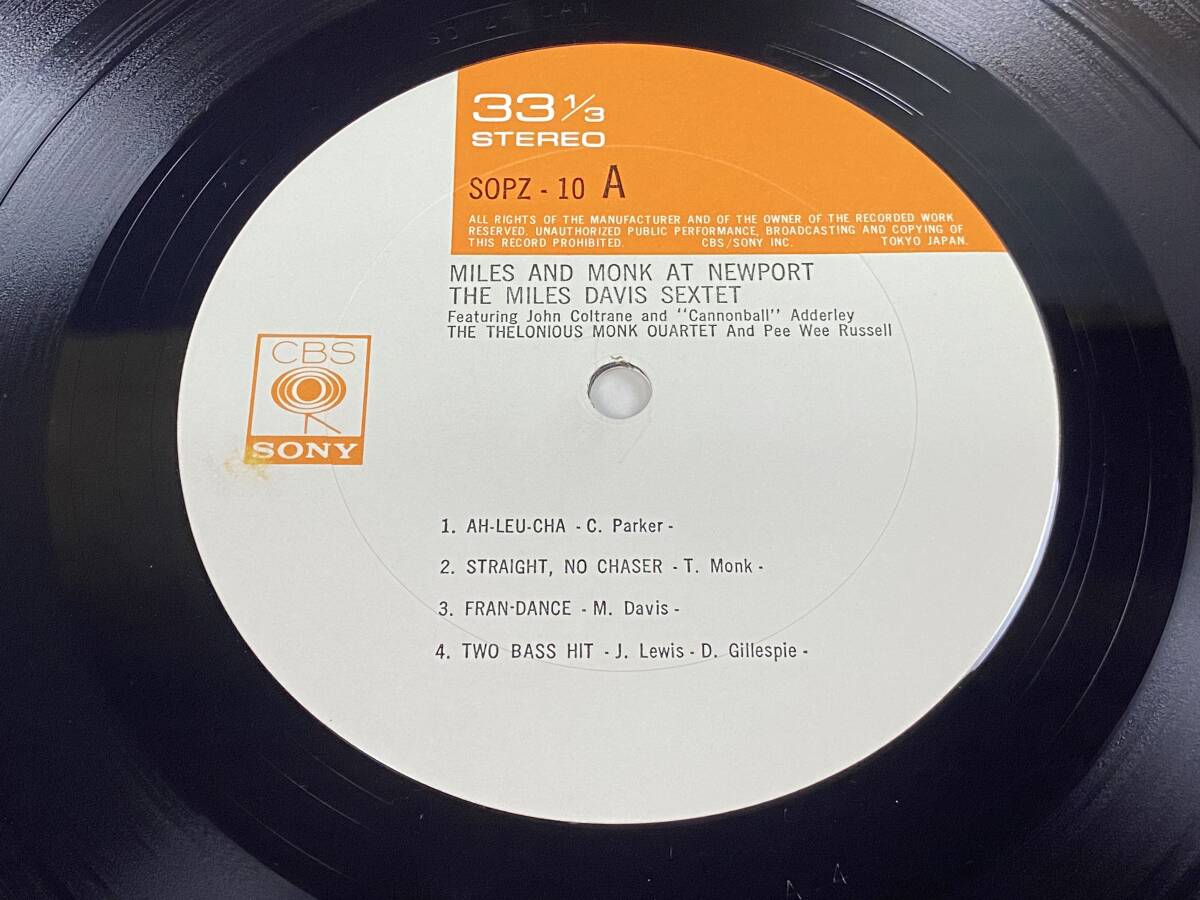 33 1/3
STEREO
SOPZ - 10 A
ALL RIGHTS OF THE MANUFACTURER AND OF THE OWNER OF THE RECORDED WORK
RESERVED. UNAUTHORIZED PUBLIC PERFORMANCE, BROADCASTING AND COPYING OF
THIS RECORD PROHIBITED. CBS/SONY INC. TOKYO JAPAN.
MILES AND MONK AT NEWPORT
THE MILES DAVIS SEXTET
Featuring John Coltrane and "Cannonball" Adderley
THE THELONIOUS MONK OUARTET And Pee Wee Russell
CBS
SONY
1. AH-LEU-CHA - C. Parker -
2. STRAIGHT, NO CHASER - T. Monk -
3. FRAN-DANCE - M. Davis -
4. TWO BASS HIT - J. Lewis - D. Gillespie -
A - 4